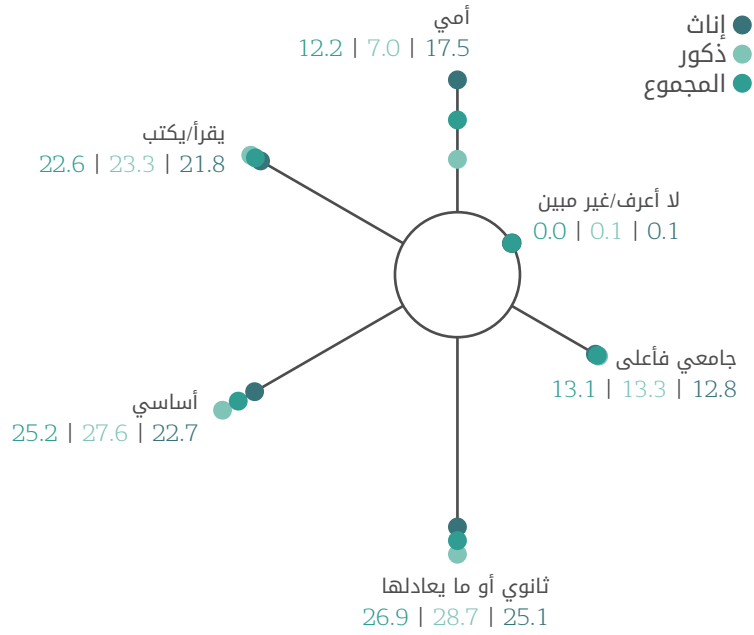 إناث
ذكور
المجموع
أمي
12.2 | 7.0 | 17.5
يقرأ/يكتب
22.6 | 23.3 | 21.8
لا أعرف/غير مبين
0.0 | 0.1 | 0.1
جامعي فأعلى
13.1 | 13.3 | 12.8
أساسي
25.2 | 27.6 | 22.7
ثانوي أو ما يعادلها
26.9 | 28.7 | 25.1